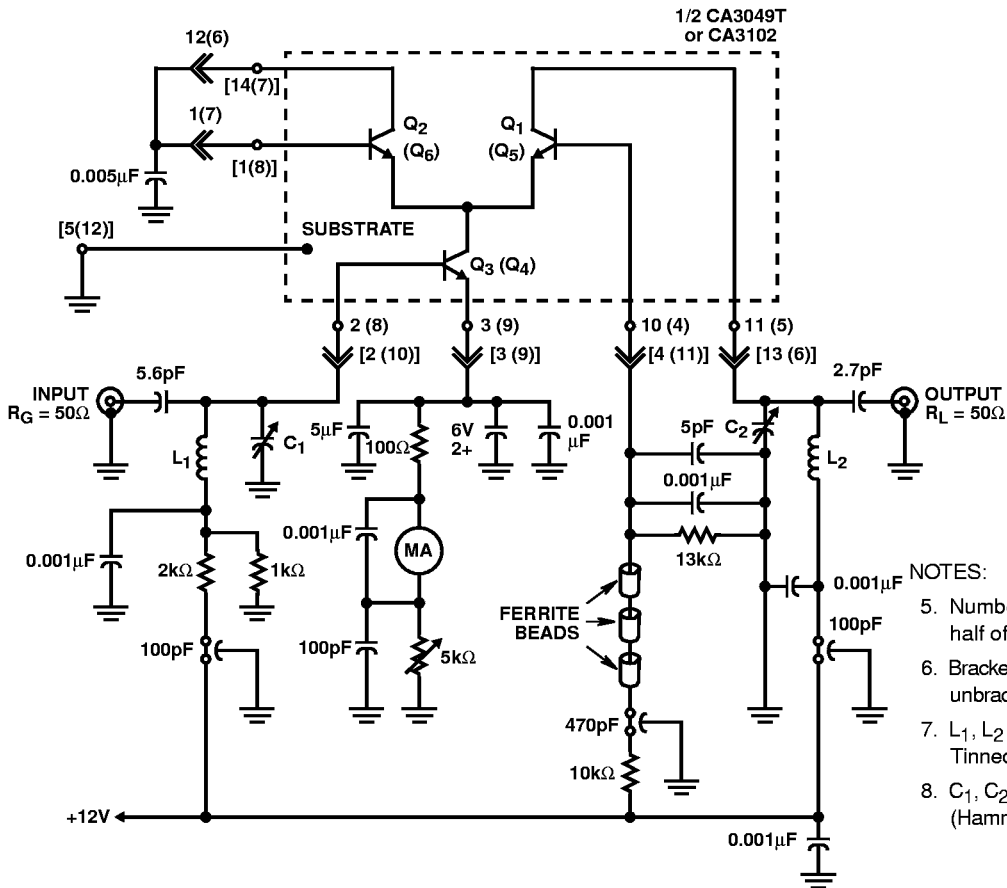 1/2 CA3049T
or CA3102
12(6)
[14(7)]
1(7)
[1(8)]
Q2
(Q6)
Q1
(Q5)
0.005µF
[5(12)]
SUBSTRATE
Q3 (Q4)
2 (8)
3 (9)
10 (4)
11 (5)
[2 (10)]
[3 (9)]
[4 (11)]
[13 (6)]
INPUT
RG = 50Ω
5.6pF
2.7pF
OUTPUT
RL = 50Ω
L1
C1
5µF
100Ω
6V
2+
0.001
µF
5pF
C2
L2
0.001µF
0.001µF
0.001µF
MA
2kΩ
1kΩ
13kΩ
FERRITE
BEADS
0.001µF
100pF
100pF
5kΩ
100pF
470pF
10kΩ
+12V
0.001µF
NOTES:
5. Numb
half of
6. Bracke
unbrac
7. L1, L2
Tinned
8. C1, C2
(Hamr